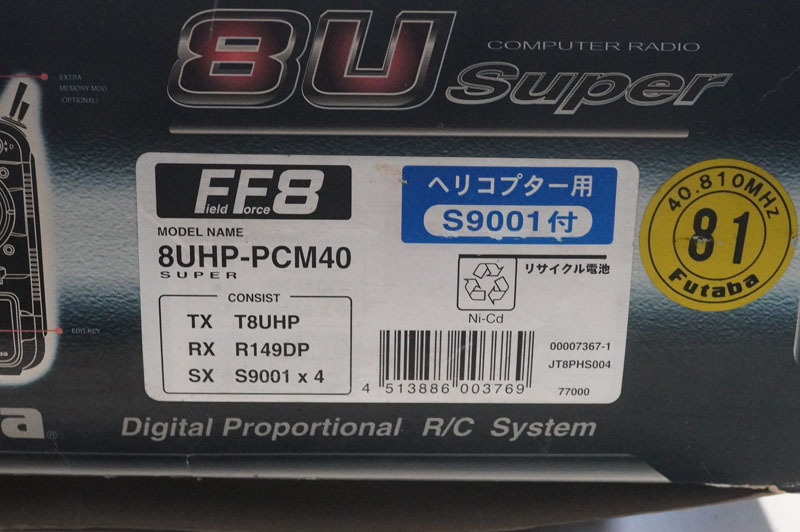 8U Super
COMPUTER RADIO
EXTRA
MEMORY MOD.
(OPTIONAL)
FF8
Field Force
MODEL NAME
8UHP-PCM40
SUPER
CONSIST
TX T8UHP
RX R149DP
SX S9001 x 4
ヘリコプター用
S9001付
リサイクル電池
Ni-Cd
4 513886 003769
00007367-1
JT8PHS004
77000
40.810MHz
81
Futaba
EDIT-KEY
ba
a®
Digital Proportional R/C System